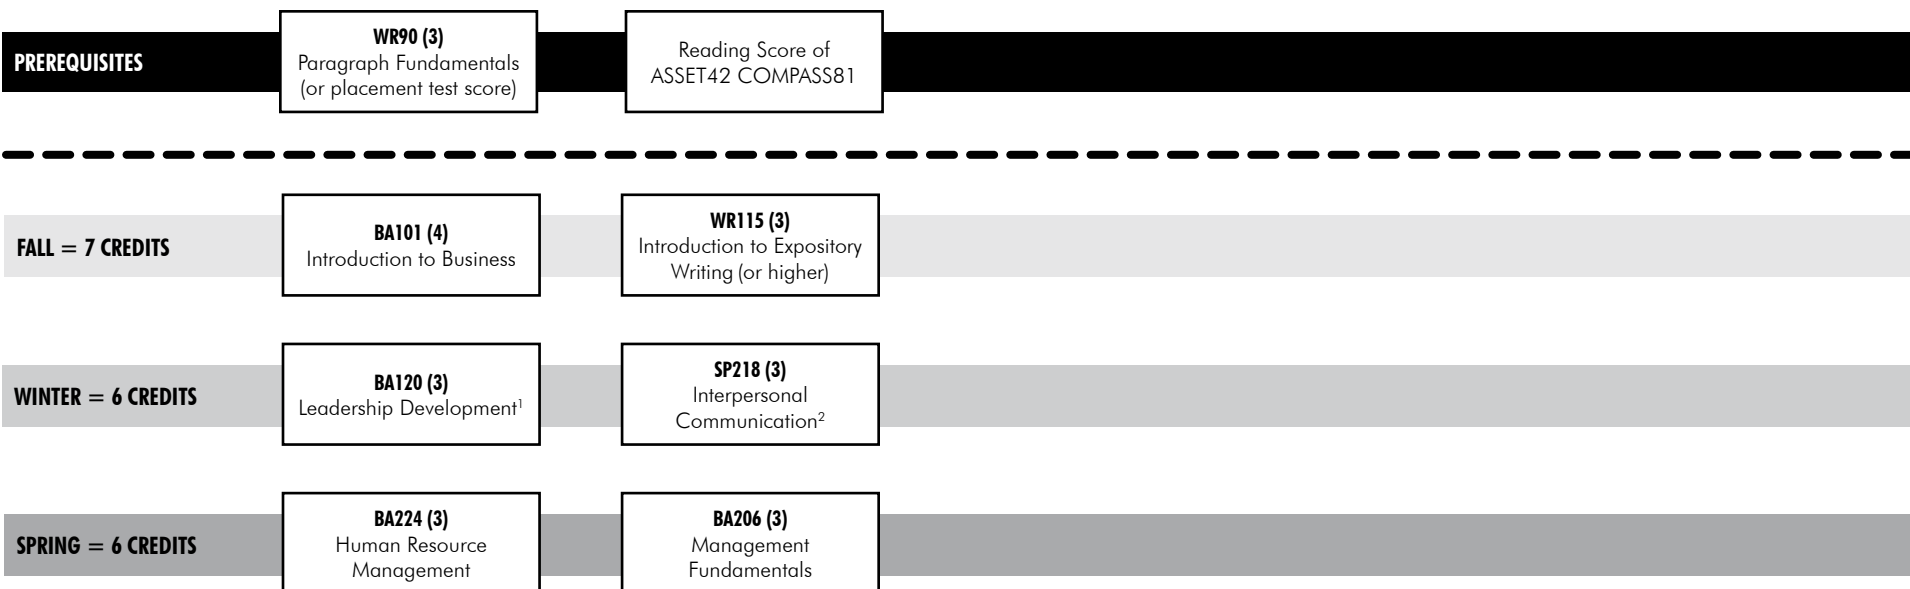 PREREQUISITES
WR90 (3)
Paragraph Fundamentals
(or placement test score)
Reading Score of
ASSET42 COMPASS81
FALL = 7 CREDITS
BA101 (4)
Introduction to Business
WR115 (3)
Introduction to Expository
Writing (or higher)
WINTER = 6 CREDITS
BA120 (3)
Leadership Development¹
SP218 (3)
Interpersonal
Communication²
SPRING = 6 CREDITS
BA224 (3)
Human Resource
Management
BA206 (3)
Management
Fundamentals